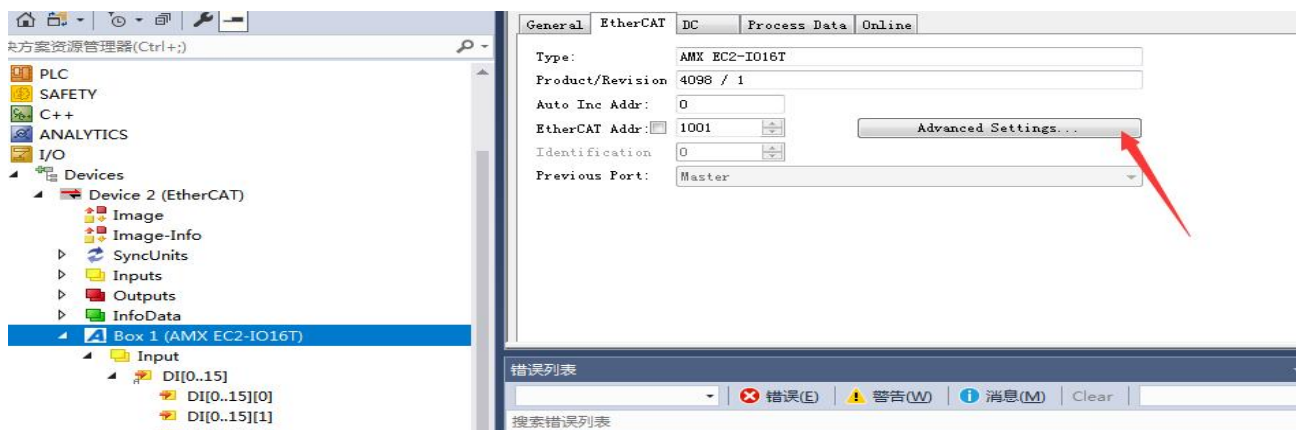 决方案资源管理器(Ctrl+;)
PLC
SAFETY
C++
ANALYTICS
I/O
Devices
Device 2 (EtherCAT)
Image
Image-Info
SyncUnits
Inputs
Outputs
InfoData
Box 1 (AMX EC2-IO16T)
Input
DI[0..15]
DI[0..15][0]
DI[0..15][1]
General EtherCAT DC Process Data Online
Type: AMX EC2-IO16T
Product/Revision 4098 / 1
Auto Inc Addr: 0
EtherCAT Addr: 1001 Advanced Settings...
Identification 0
Previous Port: Master
错误列表
错误(E) 警告(W) 消息(M) Clear
搜索错误列表